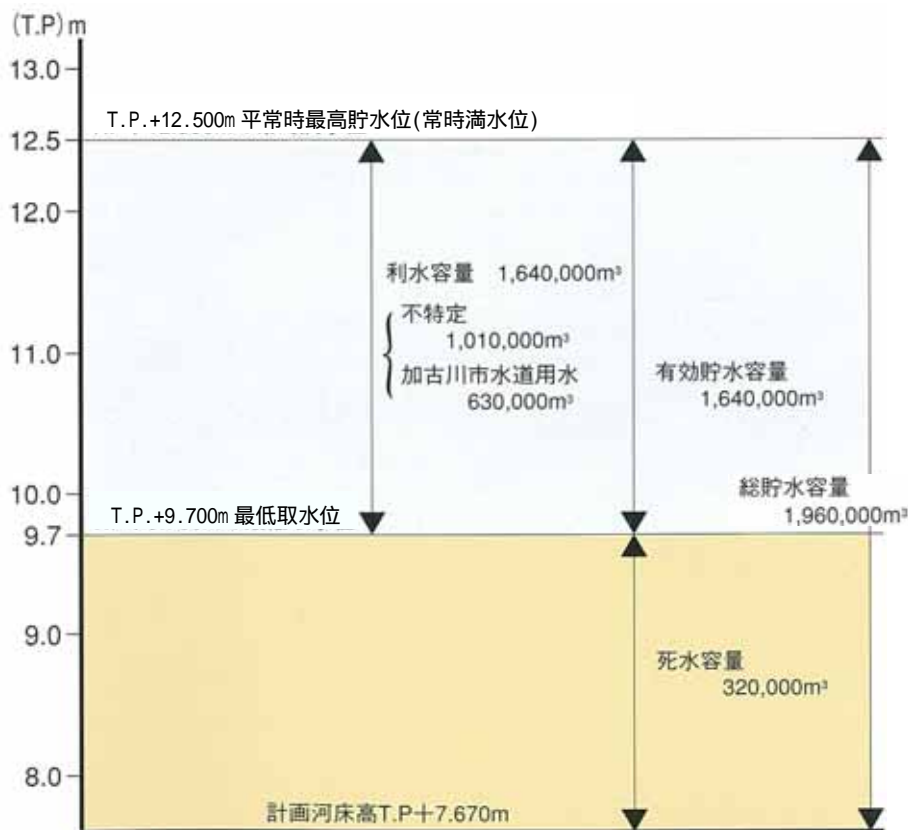 (T.P)m
13.0
T.P.+12.500m 平常時最高貯水位(常時満水位)
12.5
12.0
利水容量 1,640,000m³
不特定
1,010,000m³
加古川市水道用水
630,000m³
11.0
有効貯水容量
1,640,000m³
総貯水容量
1,960,000m³
10.0
T.P.+9.700m 最低取水位
9.7
9.0
死水容量
320,000m³
8.0
計画河床高T.P+7.670m